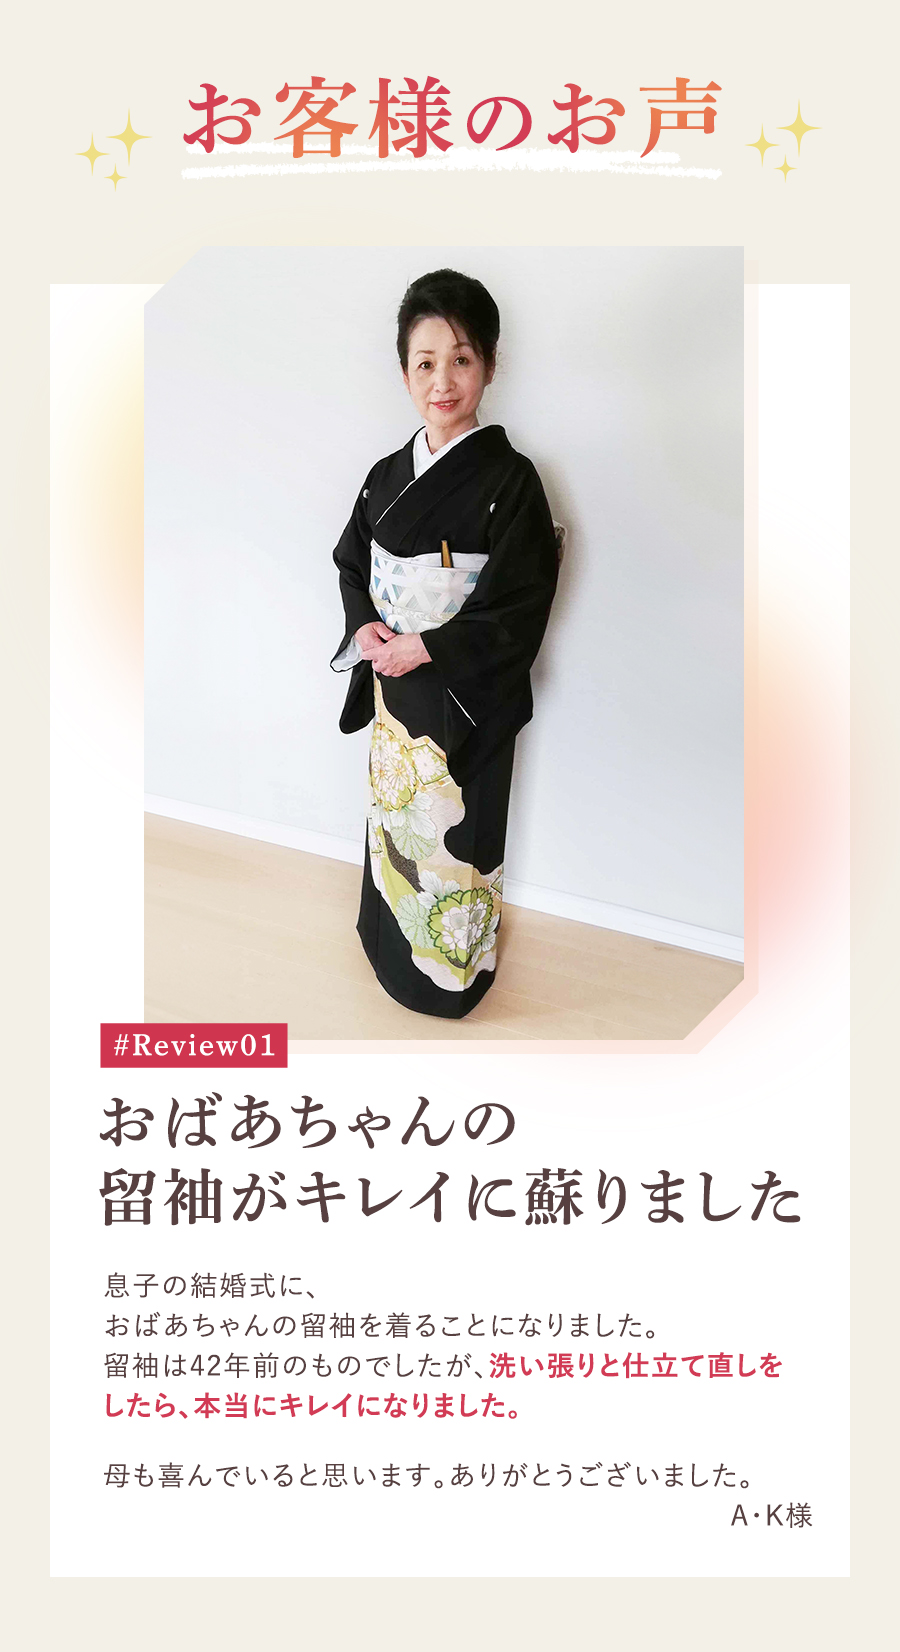 お客様のお声
#Review01
おばあちゃんの
留袖がキレイに蘇りました
息子の結婚式に、
おばあちゃんの留袖を着ることになりました。
留袖は42年前のものでしたが、洗い張りと仕立て直しを
したら、本当にキレイになりました。
母も喜んでいると思います。ありがとうございました。
A・K様